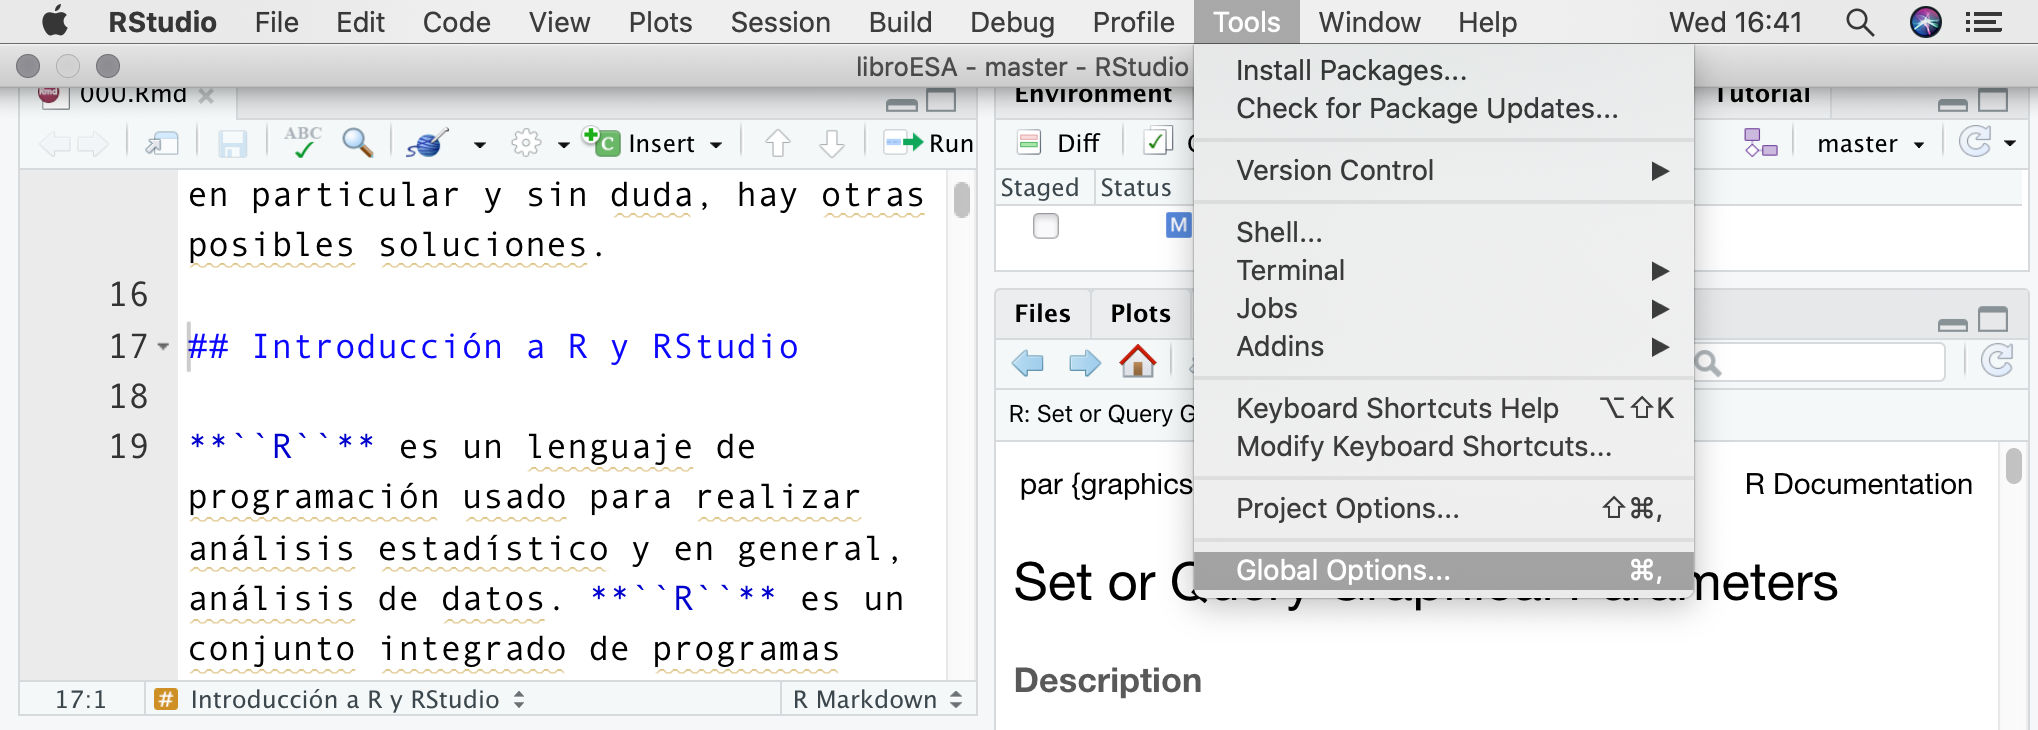 RStudio File Edit Code View Plots Session Build Debug Profile Tools Window Help Wed 16:41
libroESA - master - RStudio
00U.Rmd
ABC Insert Run
en particular y sin duda, hay otras
posibles soluciones.
16
17 ## Introducción a R y RStudio
18
19 **``R``** es un lenguaje de
programación usado para realizar
análisis estadístico y en general,
análisis de datos. **``R``** es un
conjunto integrado de programas
17:1 # Introducción a R y RStudio R Markdown
Environment Tutorial
Diff master
Staged Status
M
Files Plots
R: Set or Query G
par {graphics R Documentation
Set or Query Graphical Parameters
Description
Install Packages...
Check for Package Updates...
Version Control
Shell...
Terminal
Jobs
Addins
Keyboard Shortcuts Help ⌥⇧K
Modify Keyboard Shortcuts...
Project Options... ⇧⌘,
Global Options... ⌘,